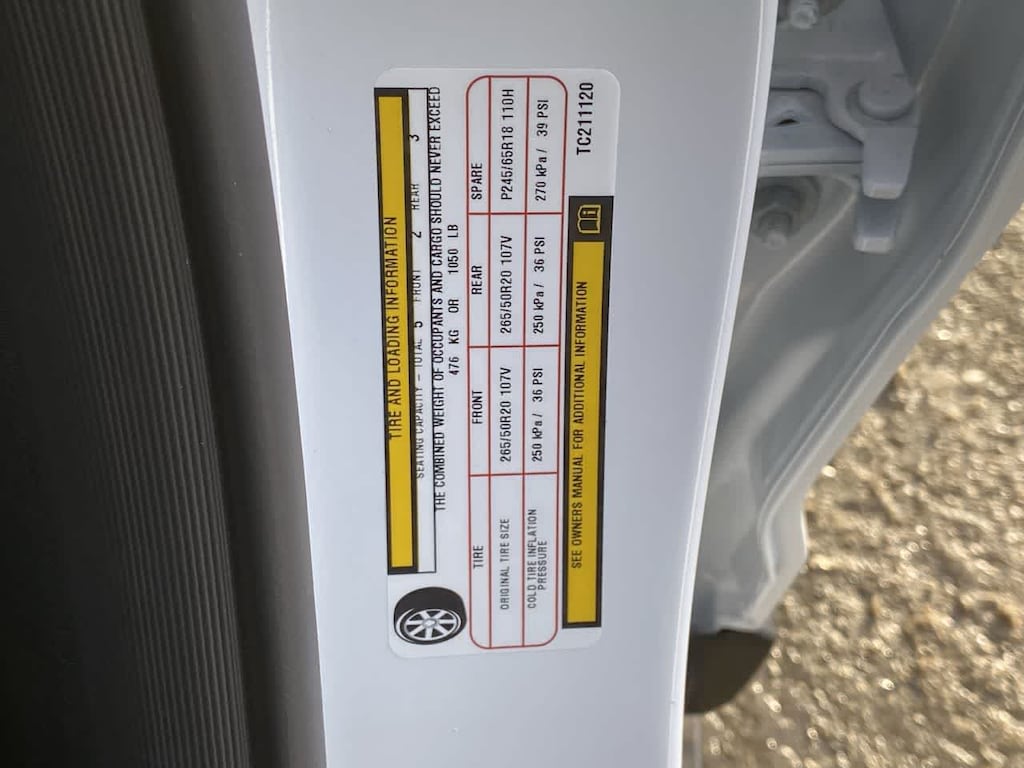 TIRE AND LOADING INFORMATION
SEATING CAPACITY – TOTAL 5 FRONT 2 REAR 3
THE COMBINED WEIGHT OF OCCUPANTS AND CARGO SHOULD NEVER EXCEED
476 KG OR 1050 LB
TIRE FRONT REAR SPARE
ORIGINAL TIRE SIZE 265/50R20 107V 265/50R20 107V P245/65R18 110H
COLD TIRE INFLATION PRESSURE 250 kPa / 36 PSI 250 kPa / 36 PSI 270 kPa / 39 PSI
SEE OWNERS MANUAL FOR ADDITIONAL INFORMATION
TC211120